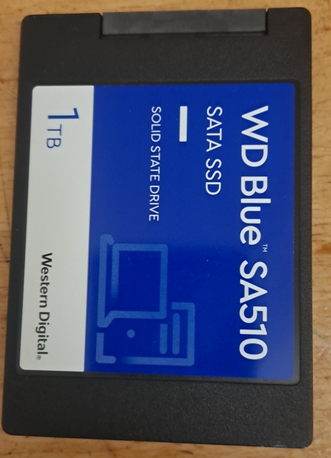 WD Blue™ SA510
SATA SSD
SOLID STATE DRIVE
1TB
Western Digital®